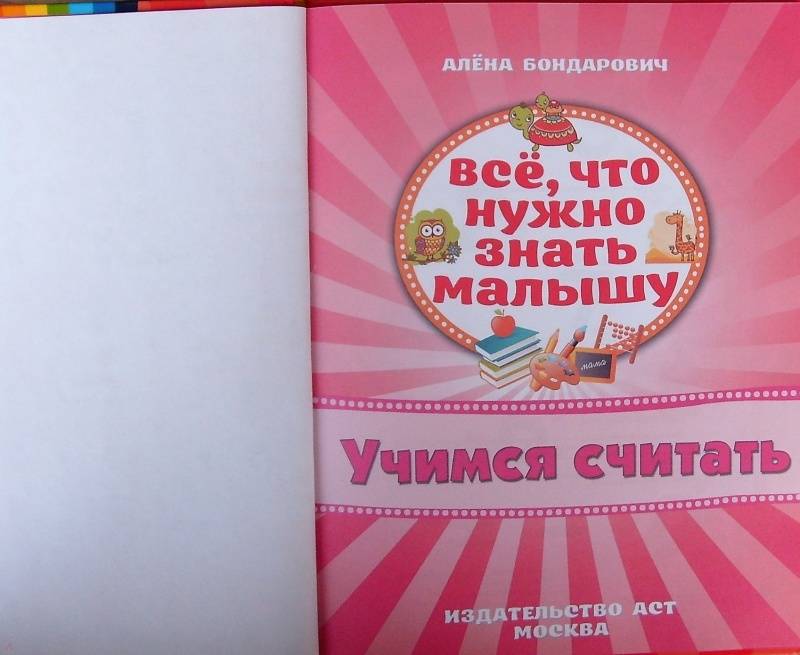 АЛЁНА БОНДАРОВИЧ
ВСЁ, ЧТО
НУЖНО
ЗНАТЬ
МАЛЫШУ
мама
Учимся считать
ИЗДАТЕЛЬСТВО АСТ
МОСКВА